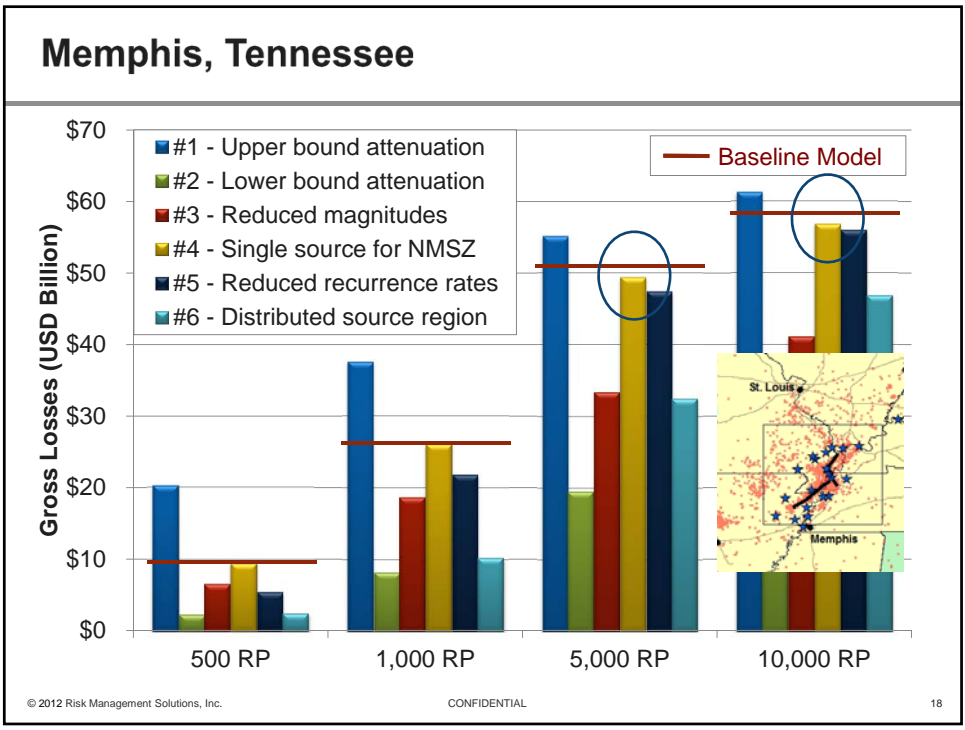 Memphis, Tennessee
Gross Losses (USD Billion)
$70
$60
$50
$40
$30
$20
$10
$0
#1 - Upper bound attenuation
#2 - Lower bound attenuation
#3 - Reduced magnitudes
#4 - Single source for NMSZ
#5 - Reduced recurrence rates
#6 - Distributed source region
Baseline Model
St. Louis
Memphis
500 RP
1,000 RP
5,000 RP
10,000 RP
© 2012 Risk Management Solutions, Inc.
CONFIDENTIAL
18